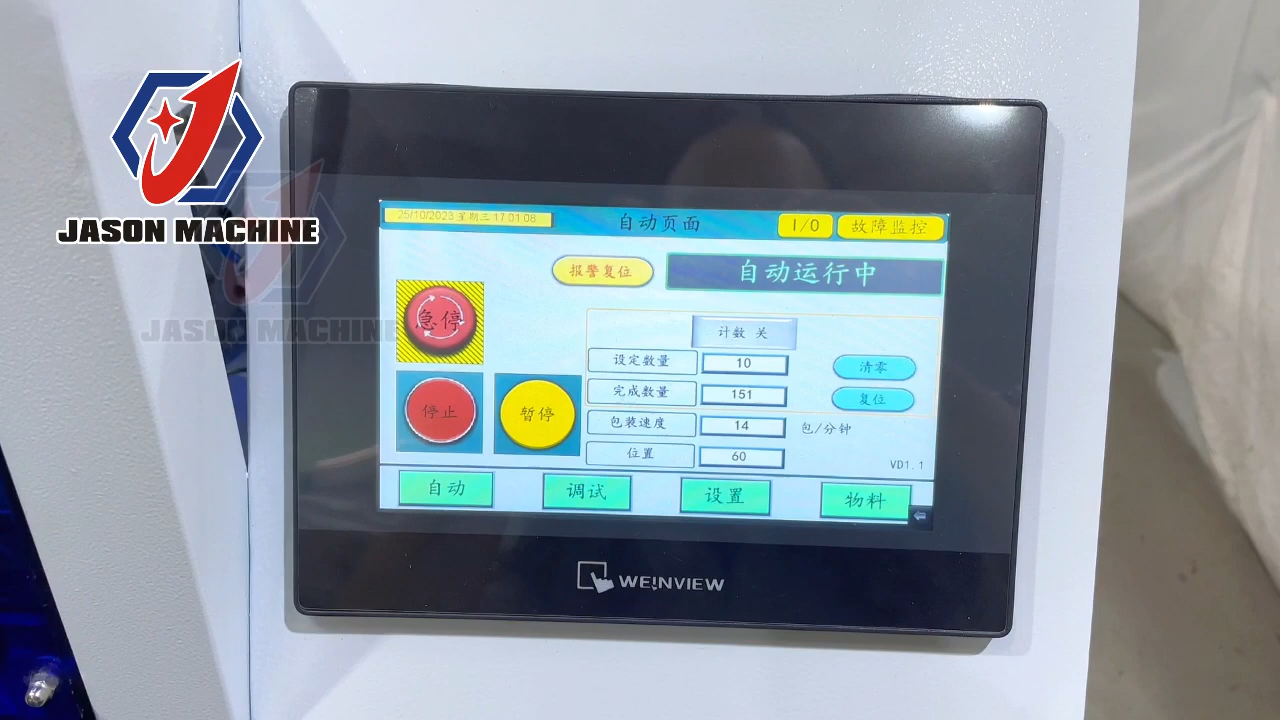 JASON MACHINE
JASON MACHINE
25/10/2023 星期三 17:01:08
自动页面
I/O
故障监控
报警复位
自动运行中
急停
计数 关
设定数量 10
清零
完成数量 151
复位
停止
暂停
包装速度 14 包/分钟
位置 60
VD1.1
自动
调试
设置
物料
WEINVIEW